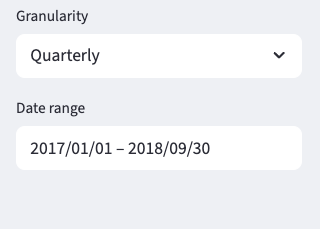 Granularity
Quarterly
Date range
2017/01/01 – 2018/09/30